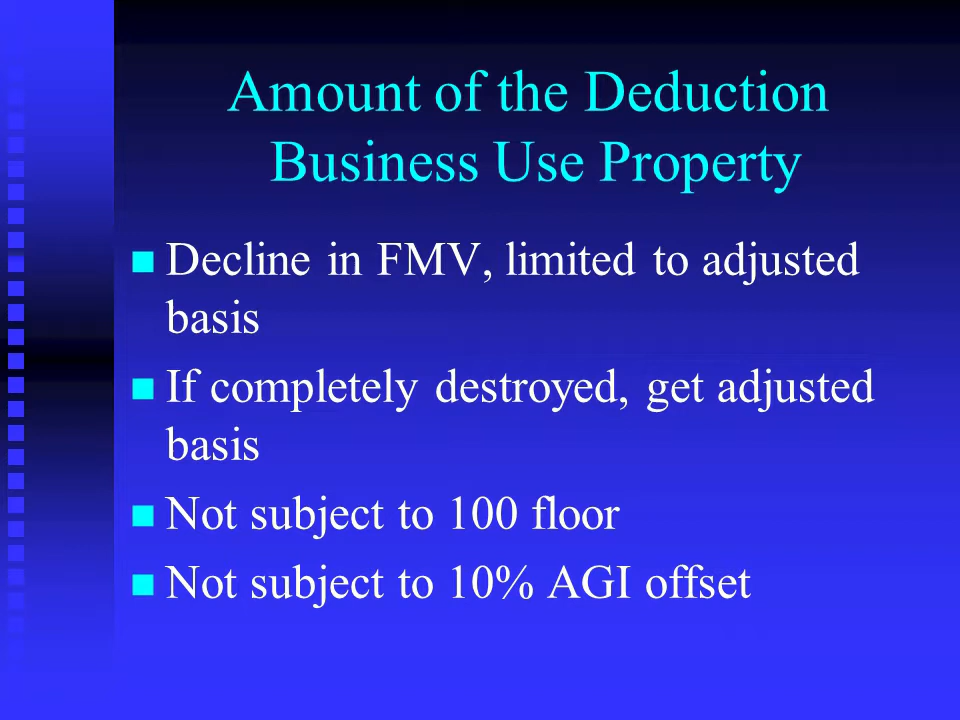 Amount of the Deduction
Business Use Property
Decline in FMV, limited to adjusted
basis
If completely destroyed, get adjusted
basis
Not subject to 100 floor
Not subject to 10% AGI offset